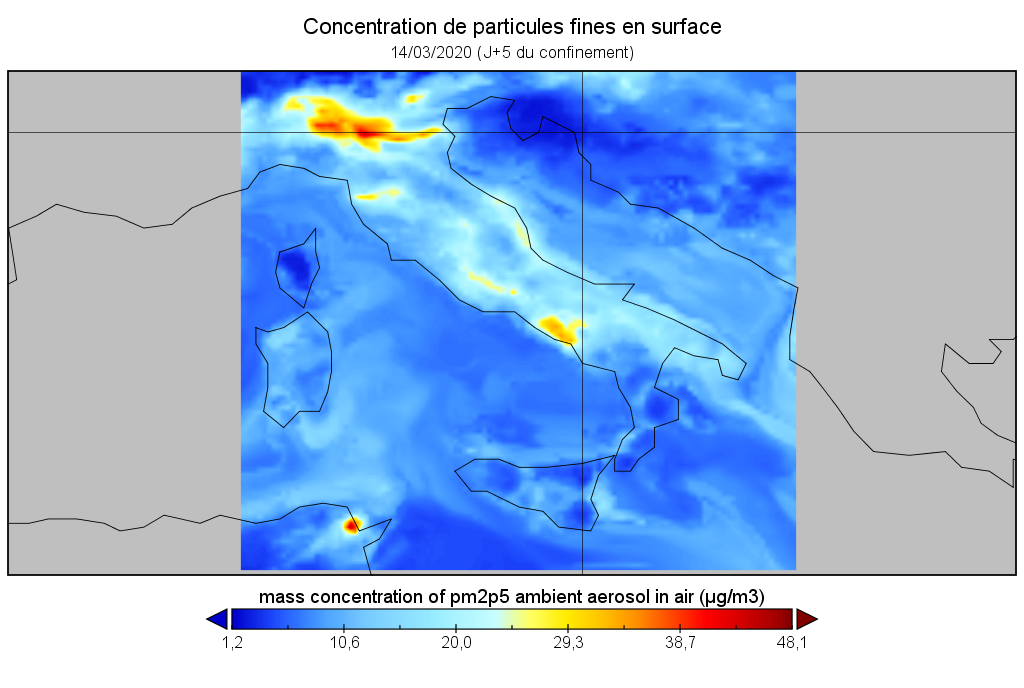 Concentration de particules fines en surface
14/03/2020 (J+5 du confinement)
mass concentration of pm2p5 ambient aerosol in air (µg/m3)
1,2 10,6 20,0 29,3 38,7 48,1